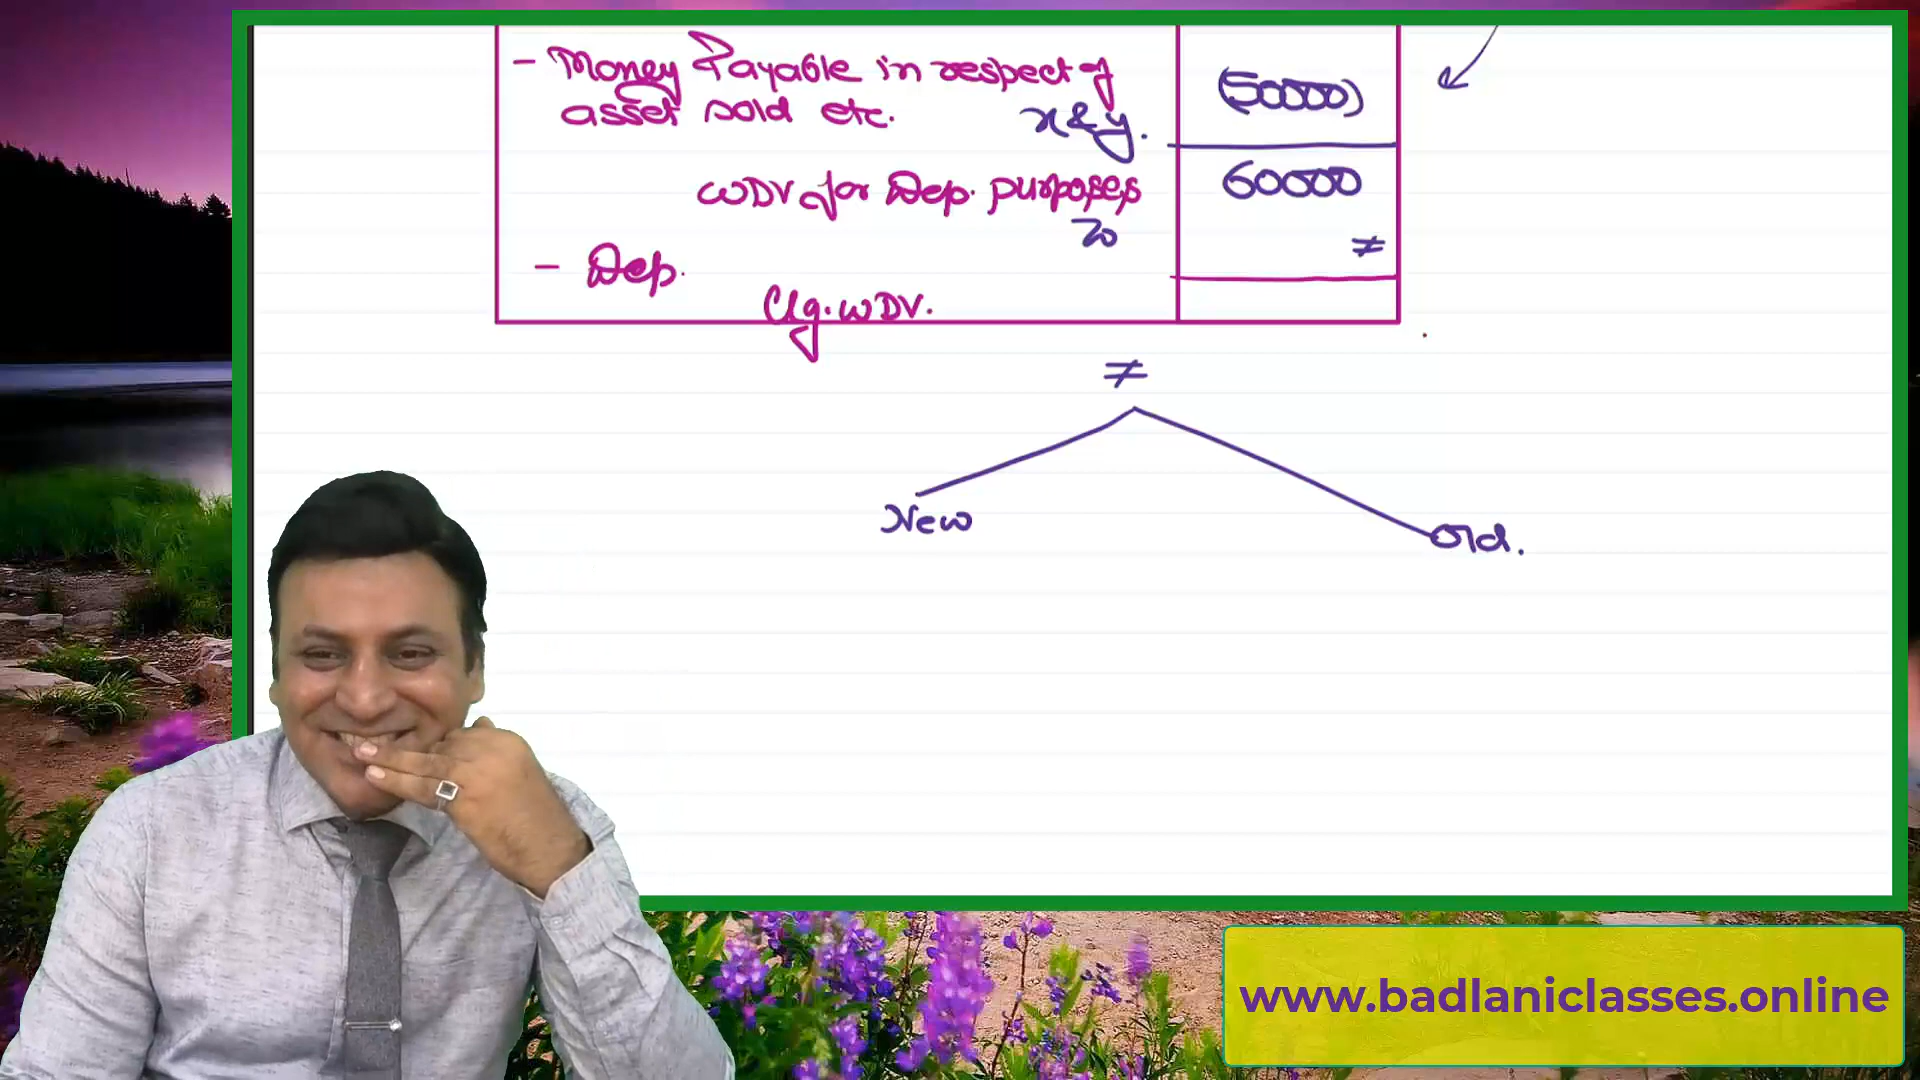 - Money Payable in respect of
asset sold etc. x & y.
(50000)
WDV for Dep. purposes 60000
Z
≠
- Dep.
Clg. WDV.
≠
New
Old.
www.badlaniclasses.online